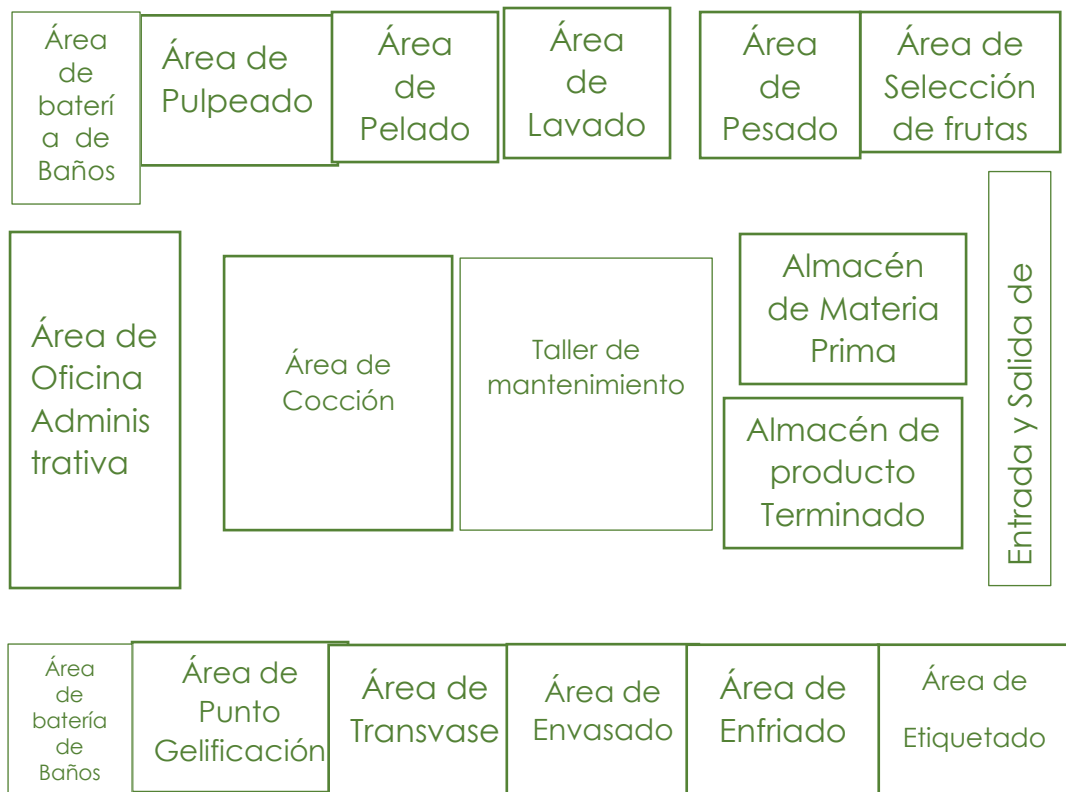 Área
de
baterí
a de
Baños
Área de
Pulpeado
Área
de
Pelado
Área
de
Lavado
Área
de
Pesado
Área de
Selección
de frutas
Área de
Oficina
Adminis
trativa
Área de
Cocción
Taller de
mantenimiento
Almacén
de Materia
Prima
Almacén de
producto
Terminado
Entrada y Salida de
Área
de
batería
de
Baños
Área de
Punto
Gelificación
Área de
Transvase
Área de
Envasado
Área de
Enfriado
Área de
Etiquetado